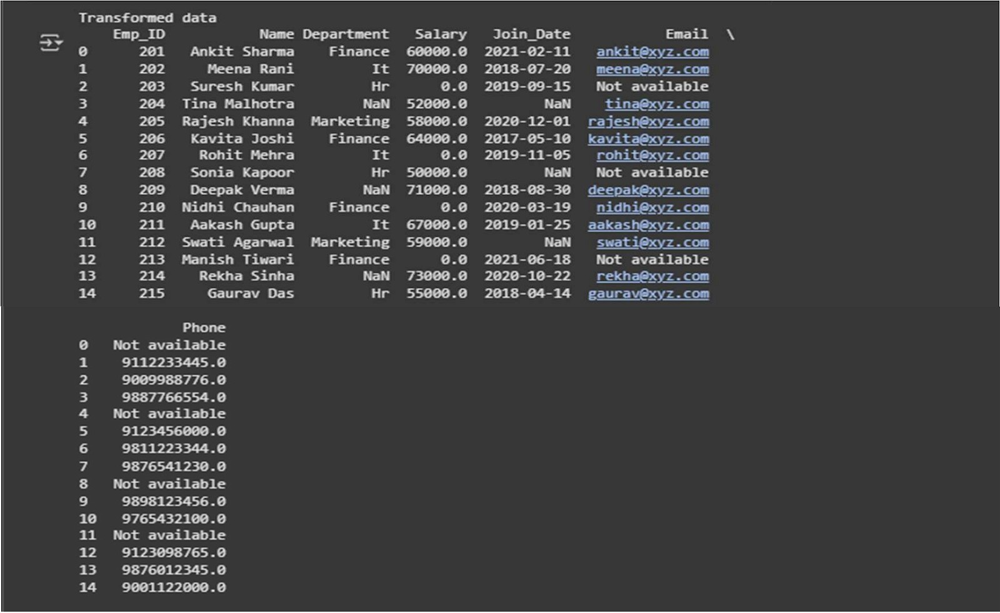 Transformed data
Emp_ID Name Department Salary Join_Date Email \
0 201 Ankit Sharma Finance 60000.0 2021-02-11 ankit@xyz.com
1 202 Meena Rani It 70000.0 2018-07-20 meena@xyz.com
2 203 Suresh Kumar Hr 0.0 2019-09-15 Not available
3 204 Tina Malhotra NaN 52000.0 NaN tina@xyz.com
4 205 Rajesh Khanna Marketing 58000.0 2020-12-01 rajesh@xyz.com
5 206 Kavita Joshi Finance 64000.0 2017-05-10 kavita@xyz.com
6 207 Rohit Mehra It 0.0 2019-11-05 rohit@xyz.com
7 208 Sonia Kapoor Hr 50000.0 NaN Not available
8 209 Deepak Verma NaN 71000.0 2018-08-30 deepak@xyz.com
9 210 Nidhi Chauhan Finance 0.0 2020-03-19 nidhi@xyz.com
10 211 Aakash Gupta It 67000.0 2019-01-25 aakash@xyz.com
11 212 Swati Agarwal Marketing 59000.0 NaN swati@xyz.com
12 213 Manish Tiwari Finance 0.0 2021-06-18 Not available
13 214 Rekha Sinha NaN 73000.0 2020-10-22 rekha@xyz.com
14 215 Gaurav Das Hr 55000.0 2018-04-14 gaurav@xyz.com
Phone
0 Not available
1 9112233445.0
2 9009988776.0
3 9887766554.0
4 Not available
5 9123456000.0
6 9811223344.0
7 9876541230.0
8 Not available
9 9898123456.0
10 9765432100.0
11 Not available
12 9123098765.0
13 9876012345.0
14 9001122000.0